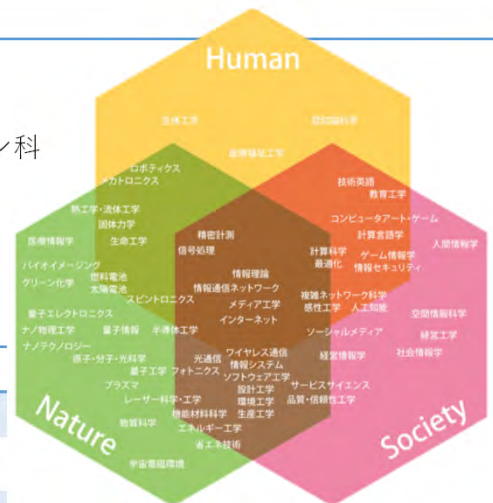 Human
生体工学
認知脳科学
医療福祉工学
ン科
ロボティクス
メカトロニクス
技術英語
教育工学
熱工学・流体工学
固体力学
コンピュータアート・ゲーム
医療情報学
生命工学
精密計測
信号処理
計算言語学
人間情報学
計算科学
最適化
ゲーム情報学
情報セキュリティ
バイオイメージング
グリーン化学
燃料電池
太陽電池
情報理論
情報通信ネットワーク
スピントロニクス
メディア工学
インターネット
複雑ネットワーク科学
感性工学
人工知能
量子エレクトロニクス
空間情報科学
ナノ物理工学
量子情報
半導体工学
ソーシャルメディア
経営工学
ナノテクノロジー
原子・分子・光科学
光通信
ワイヤレス通信
情報システム
経営情報学
社会情報学
量子工学
フォトニクス
ソフトウェア工学
プラズマ
設計工学
サービスサイエンス
レーザー科学・工学
環境工学
品質・信頼性工学
機能材料科学
生産工学
物質科学
エネルギー工学
省エネ技術
宇宙電磁環境
Nature
Society